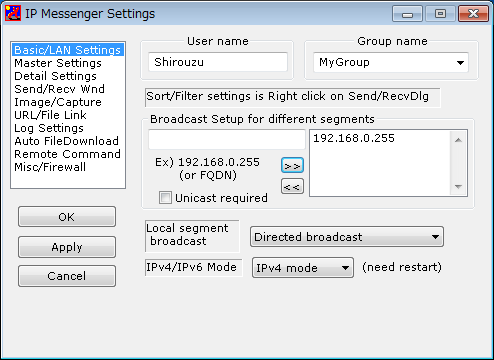 IP Messenger Settings
Basic/LAN Settings
Master Settings
Detail Settings
Send/Recv Wnd
Image/Capture
URL/File Link
Log Settings
Auto FileDownload
Remote Command
Misc/Firewall
OK
Apply
Cancel
User name
Shirouzu
Group name
MyGroup
Sort/Filter settings is Right click on Send/RecvDlg
Broadcast Setup for different segments
Ex) 192.168.0.255
(or FQDN)
>>
<<
192.168.0.255
Unicast required
Local segment
broadcast
Directed broadcast
IPv4/IPv6 Mode
IPv4 mode
(need restart)